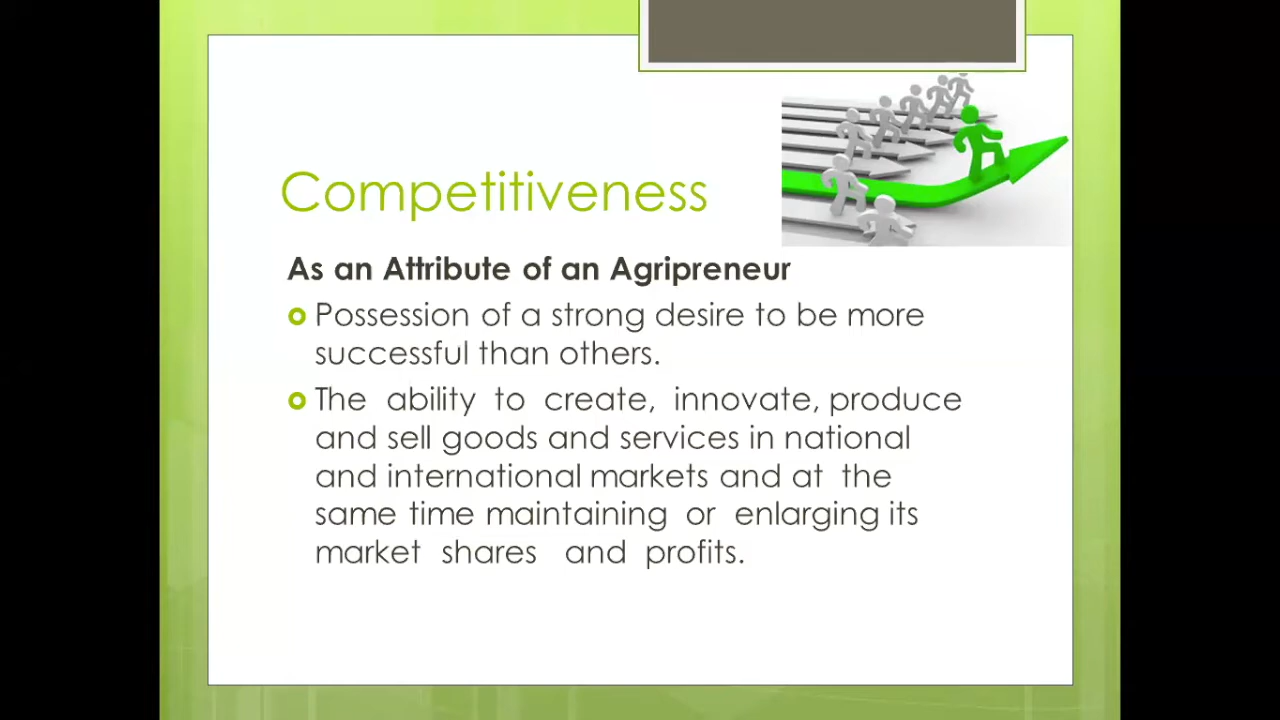 Competitiveness
As an Attribute of an Agripreneur
Possession of a strong desire to be more
successful than others.
The ability to create, innovate, produce
and sell goods and services in national
and international markets and at the
same time maintaining or enlarging its
market shares and profits.